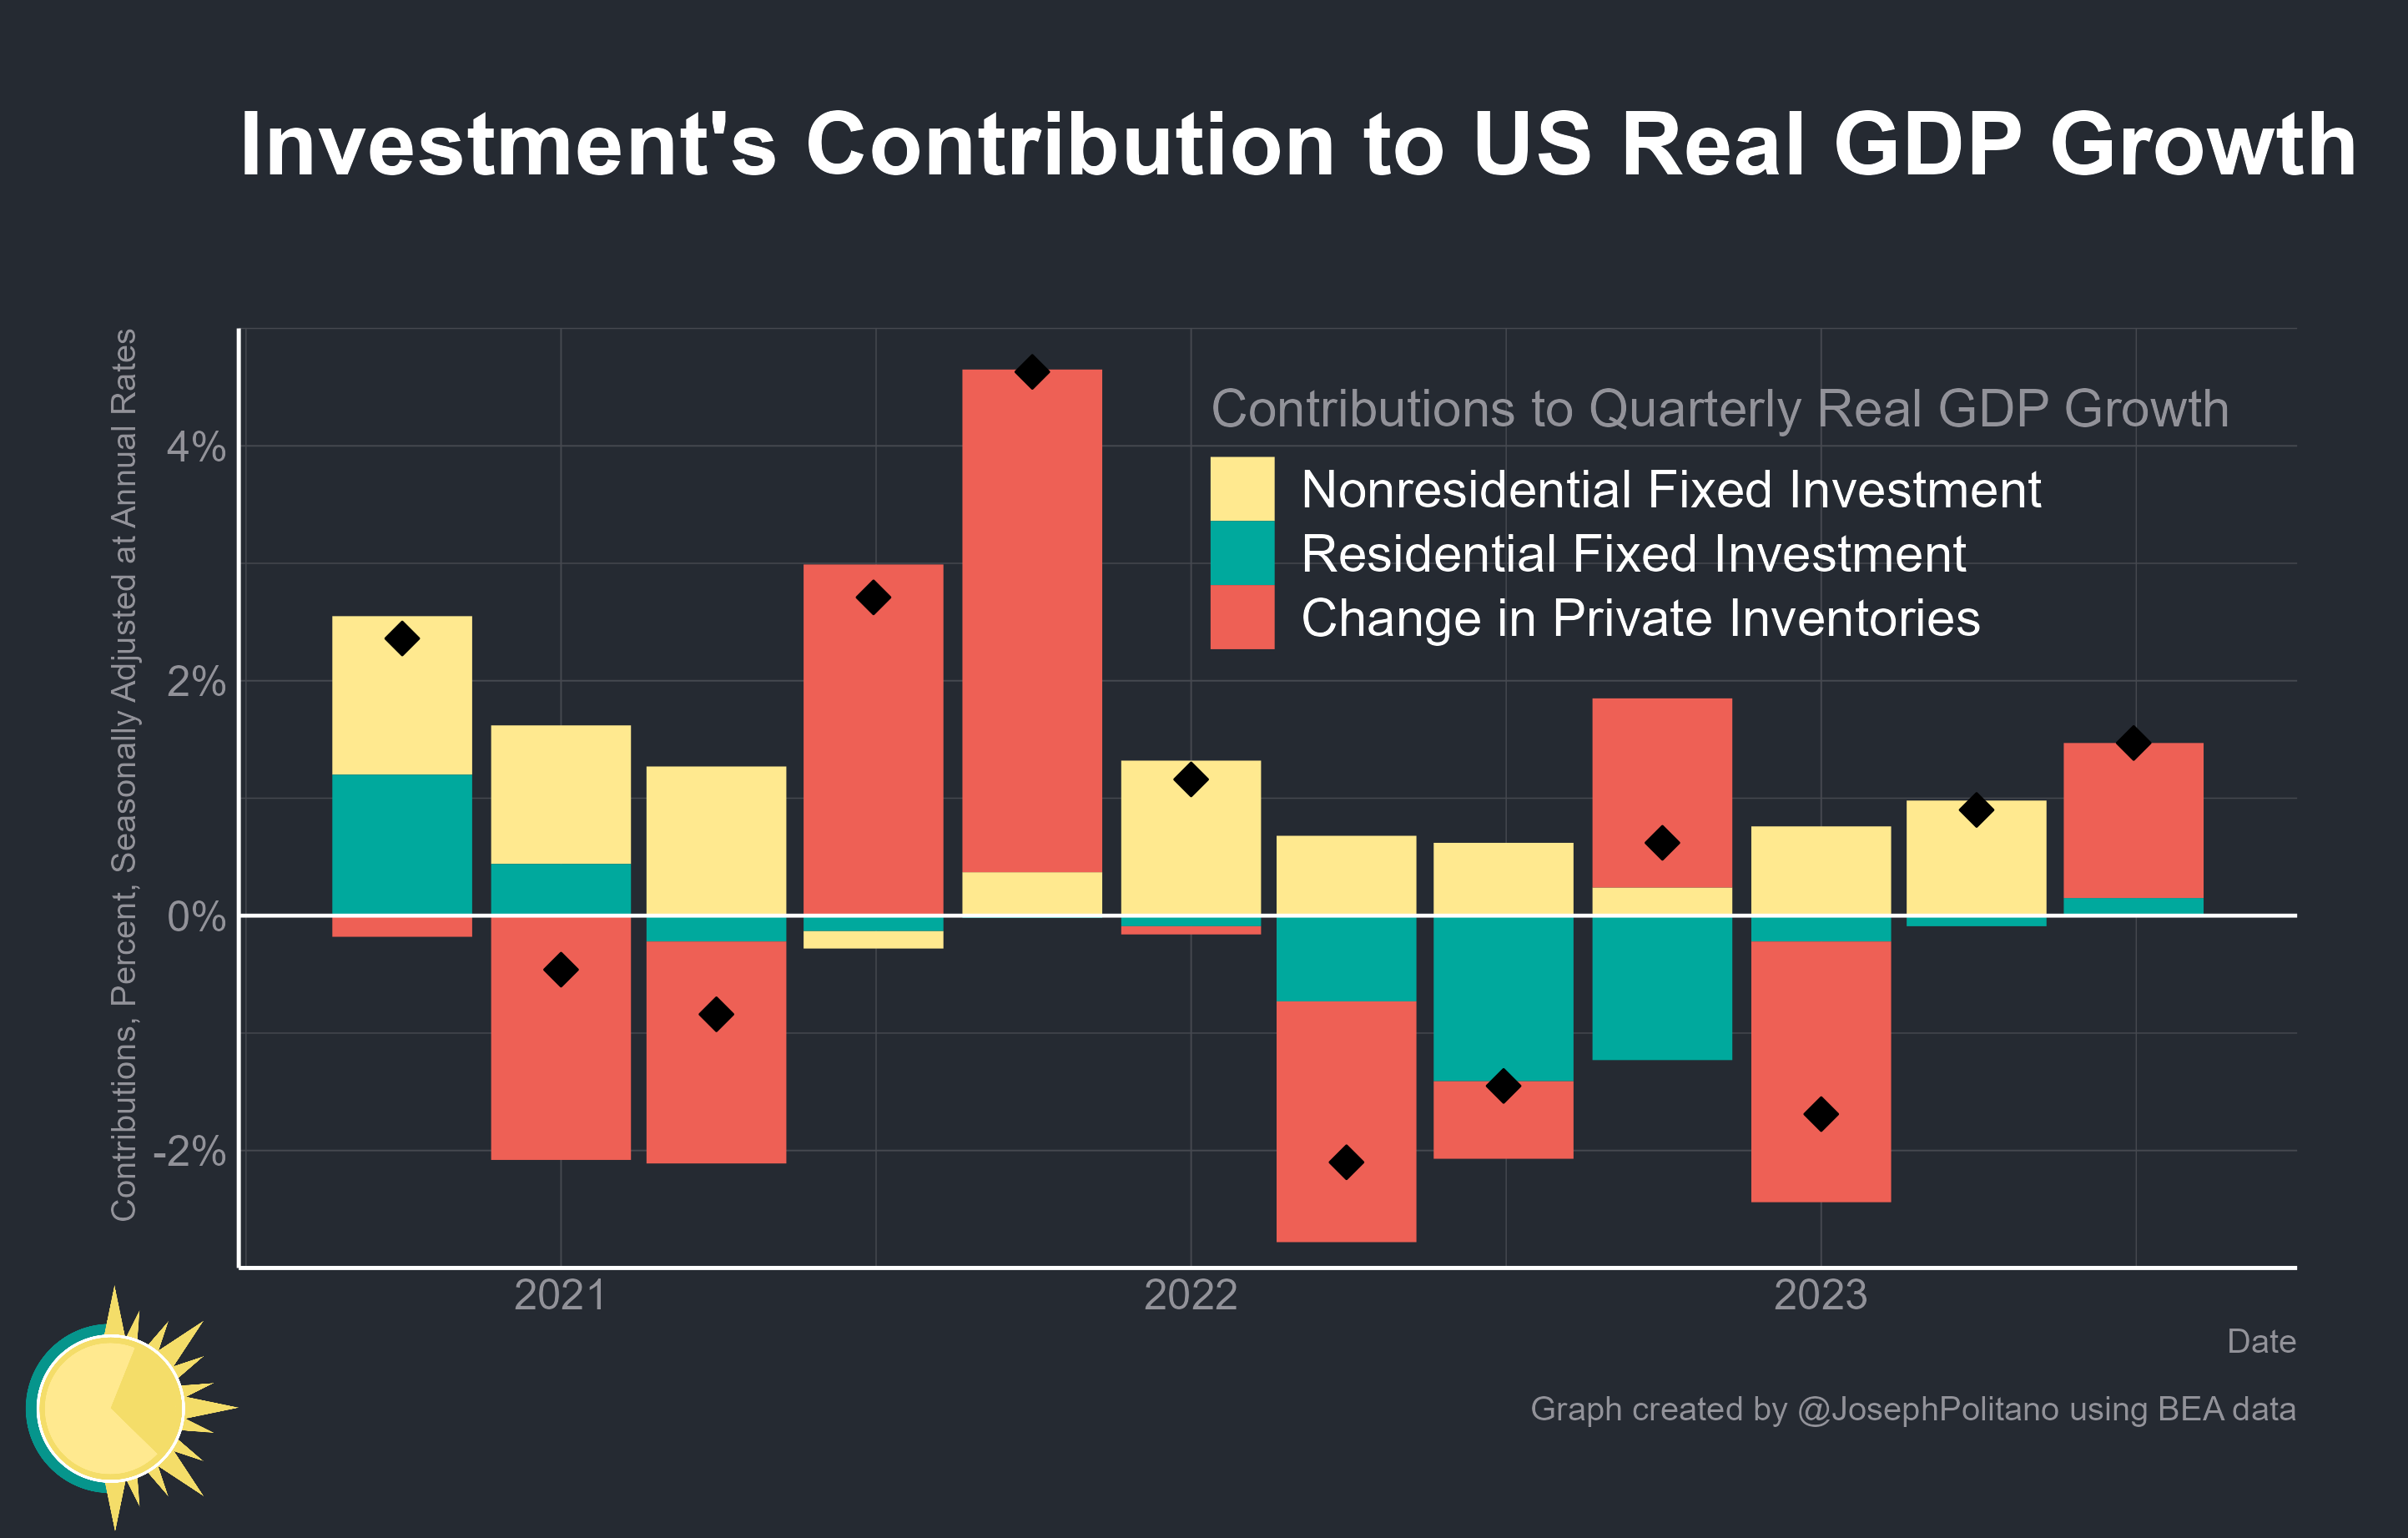 Investment's Contribution to US Real GDP Growth
Contributions, Percent, Seasonally Adjusted at Annual Rates
4%
2%
0%
-2%
Contributions to Quarterly Real GDP Growth
Nonresidential Fixed Investment
Residential Fixed Investment
Change in Private Inventories
2021
2022
2023
Date
Graph created by @JosephPolitano using BEA data